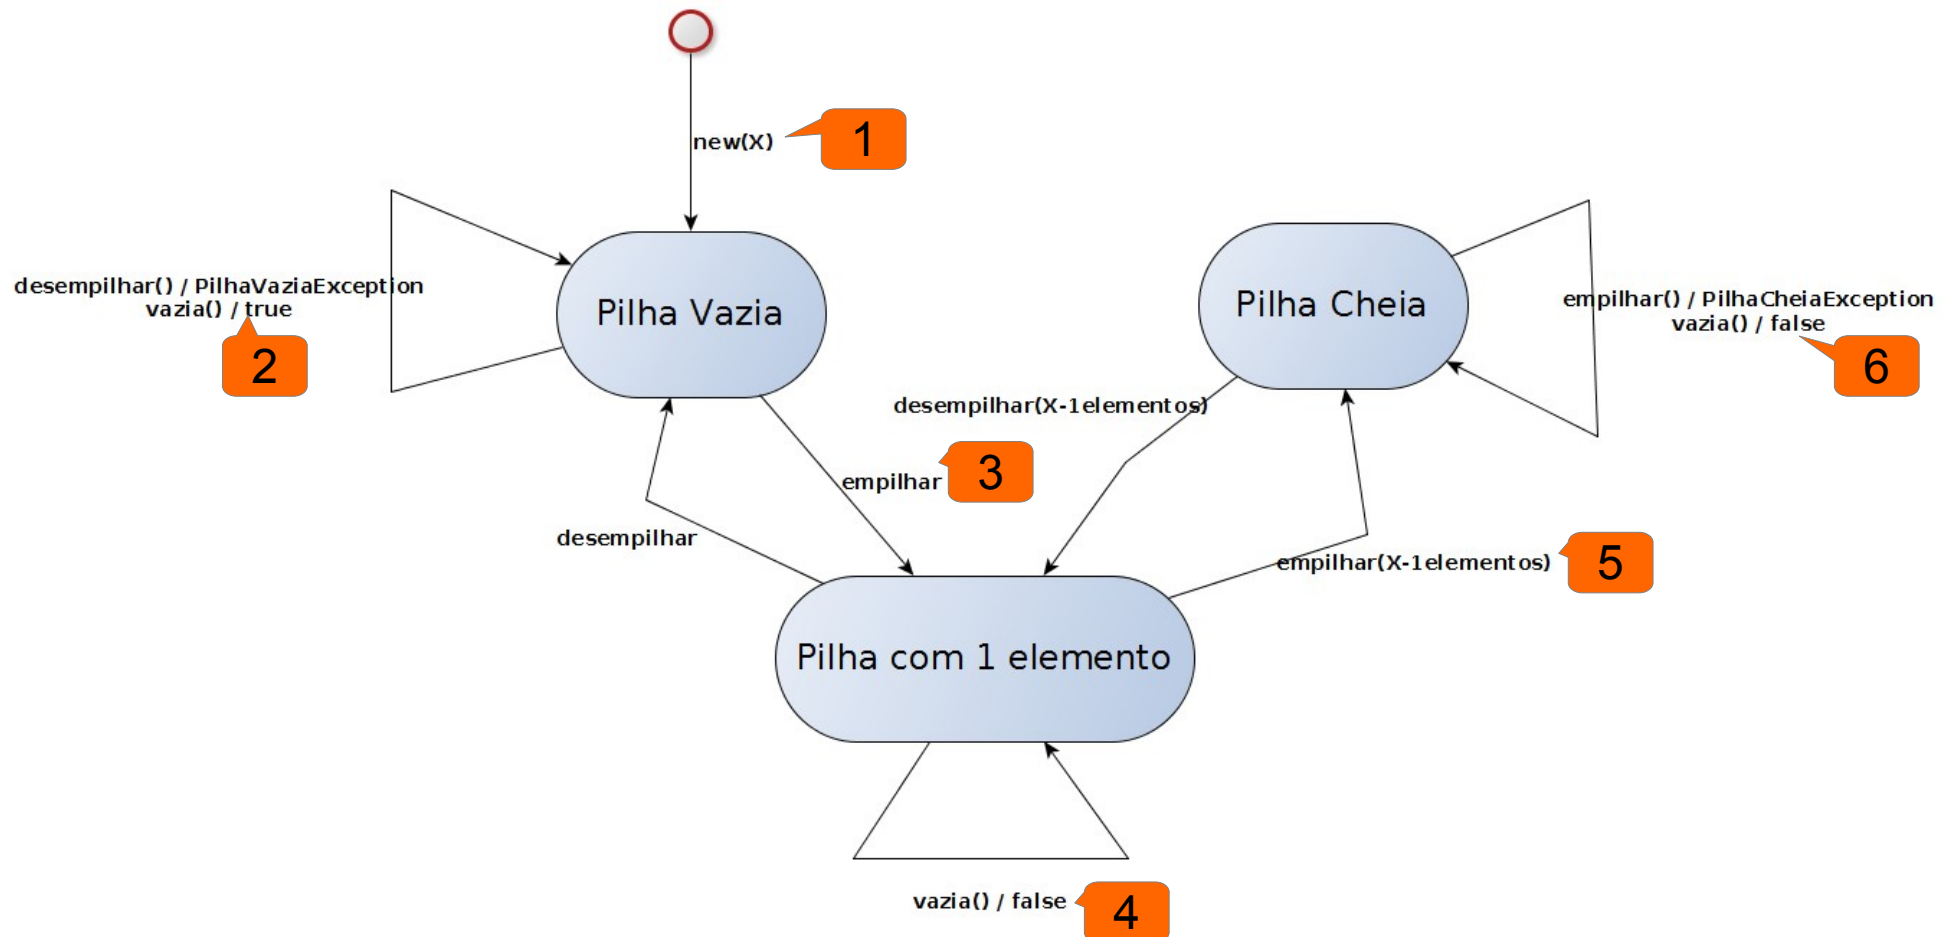 new(X)
1
desempilhar() / PilhaVaziaException
vazia() / true
2
Pilha Vazia
Pilha Cheia
empilhar() / PilhaCheiaException
vazia() / false
6
desempilhar(X-1elementos)
empilhar
3
desempilhar
empilhar(X-1elementos)
5
Pilha com 1 elemento
vazia() / false
4